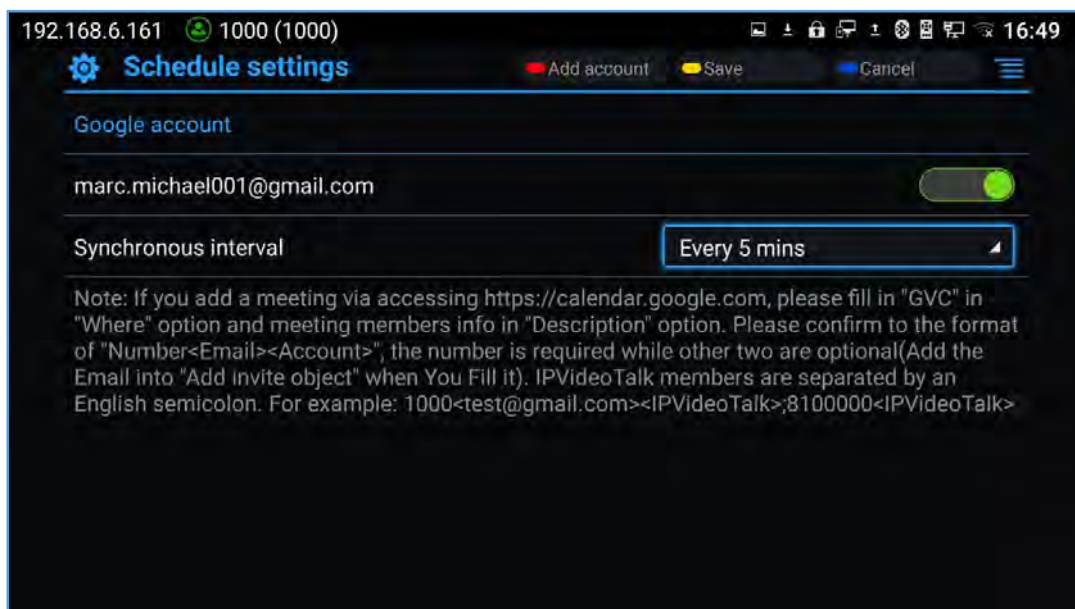 192.168.6.161 1000 (1000) 16:49
Schedule settings Add account Save Cancel
Google account
marc.michael001@gmail.com
Synchronous interval Every 5 mins
Note: If you add a meeting via accessing https://calendar.google.com, please fill in "GVC" in
"Where" option and meeting members info in "Description" option. Please confirm to the format
of "Number<Email><Account>", the number is required while other two are optional(Add the
Email into "Add invite object" when You Fill it). IPVideoTalk members are separated by an
English semicolon. For example: 1000<test@gmail.com><IPVideoTalk>;8100000<IPVideoTalk>